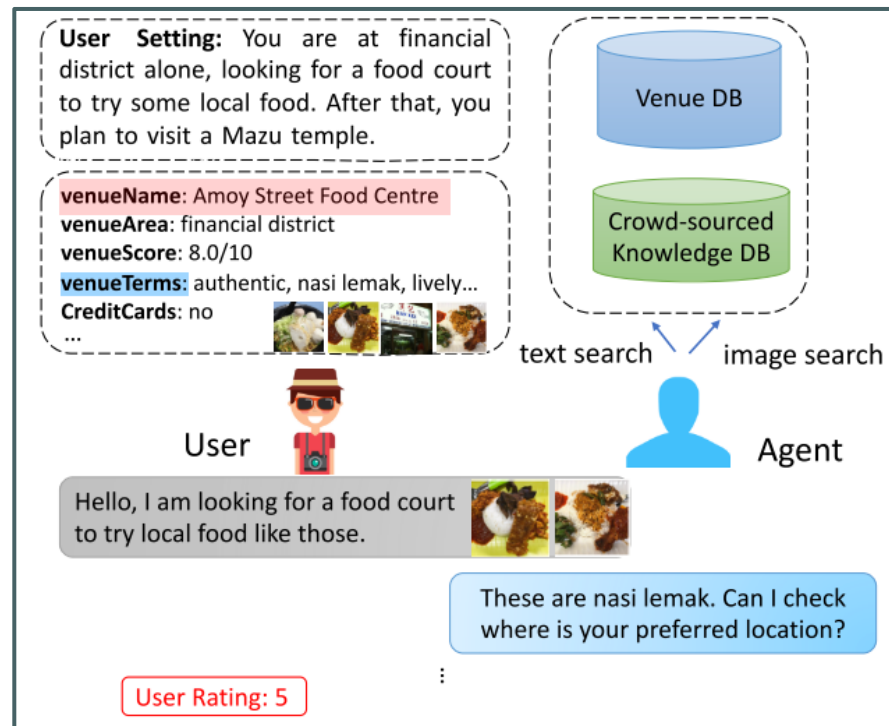 User Setting: You are at financial
district alone, looking for a food court
to try some local food. After that, you
plan to visit a Mazu temple.
venueName: Amoy Street Food Centre
venueArea: financial district
venueScore: 8.0/10
venueTerms: authentic, nasi lemak, lively...
CreditCards: no
...
Venue DB
Crowd-sourced
Knowledge DB
text search
image search
User
Agent
Hello, I am looking for a food court
to try local food like those.
These are nasi lemak. Can I check
where is your preferred location?
User Rating: 5